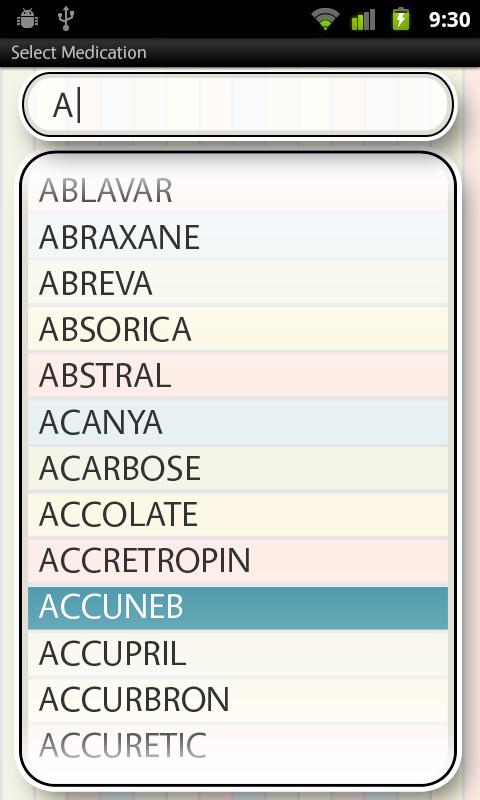 9:30
Select Medication
A
ABLAVAR
ABRAXANE
ABREVA
ABSORICA
ABSTRAL
ACANYA
ACARBOSE
ACCOLATE
ACCRETROPIN
ACCUNEB
ACCUPRIL
ACCURBRON
ACCURETIC